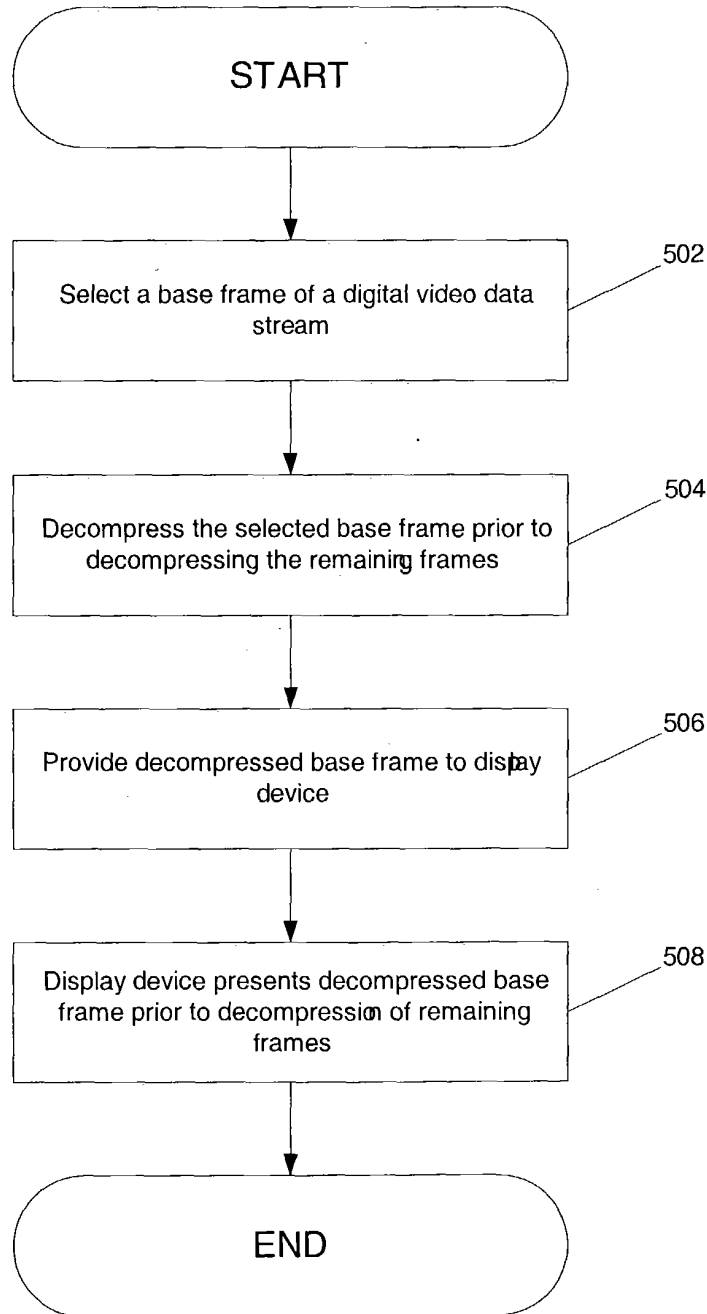 START
502
Select a base frame of a digital video data
stream
504
Decompress the selected base frame prior to
decompressing the remaining frames
506
Provide decompressed base frame to display
device
508
Display device presents decompressed base
frame prior to decompression of remaining
frames
END